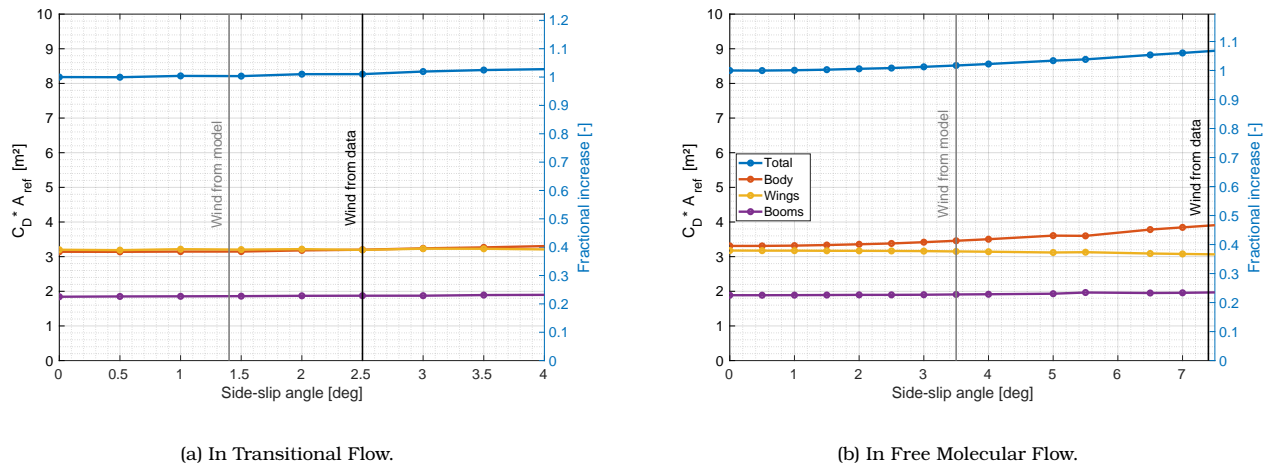 10
9
8
7
6
5
4
3
2
1
0
C_D * A_ref [m²]
0 0.5 1 1.5 2 2.5 3 3.5 4
Side-slip angle [deg]
1.2
1.1
1
0.9
0.8
0.7
0.6
0.5
0.4
0.3
0.2
0.1
0
Fractional increase [-]
Wind from model
Wind from data
(a) In Transitional Flow.
10
9
8
7
6
5
4
3
2
1
0
C_D * A_ref [m²]
0 1 2 3 4 5 6 7
Side-slip angle [deg]
1.1
1
0.9
0.8
0.7
0.6
0.5
0.4
0.3
0.2
0.1
0
Fractional increase [-]
Wind from model
Wind from data
Total
Body
Wings
Booms
(b) In Free Molecular Flow.